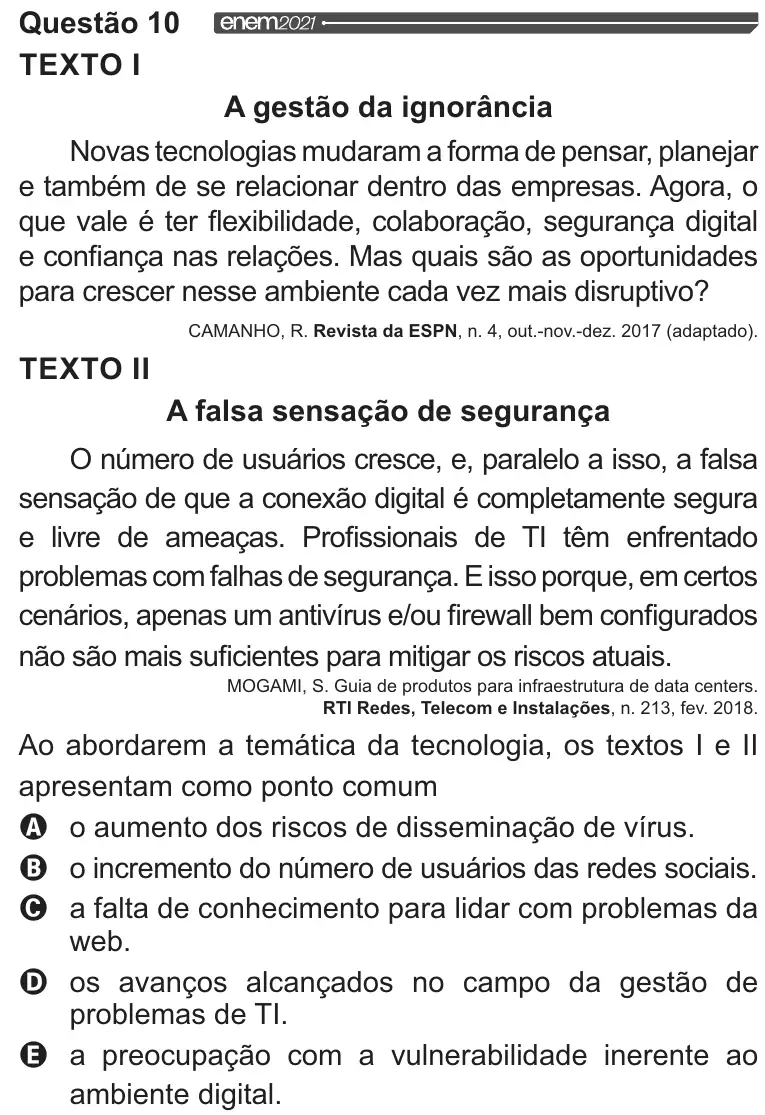 Questão 10 enem2021
TEXTO I
A gestão da ignorância
Novas tecnologias mudaram a forma de pensar, planejar
e também de se relacionar dentro das empresas. Agora, o
que vale é ter flexibilidade, colaboração, segurança digital
e confiança nas relações. Mas quais são as oportunidades
para crescer nesse ambiente cada vez mais disruptivo?
CAMANHO, R. Revista da ESPN, n. 4, out.-nov.-dez. 2017 (adaptado).
TEXTO II
A falsa sensação de segurança
O número de usuários cresce, e, paralelo a isso, a falsa
sensação de que a conexão digital é completamente segura
e livre de ameaças. Profissionais de TI têm enfrentado
problemas com falhas de segurança. E isso porque, em certos
cenários, apenas um antivírus e/ou firewall bem configurados
não são mais suficientes para mitigar os riscos atuais.
MOGAMI, S. Guia de produtos para infraestrutura de data centers.
RTI Redes, Telecom e Instalações, n. 213, fev. 2018.
Ao abordarem a temática da tecnologia, os textos I e II
apresentam como ponto comum
A o aumento dos riscos de disseminação de vírus.
B o incremento do número de usuários das redes sociais.
C a falta de conhecimento para lidar com problemas da
web.
D os avanços alcançados no campo da gestão de
problemas de TI.
E a preocupação com a vulnerabilidade inerente ao
ambiente digital.